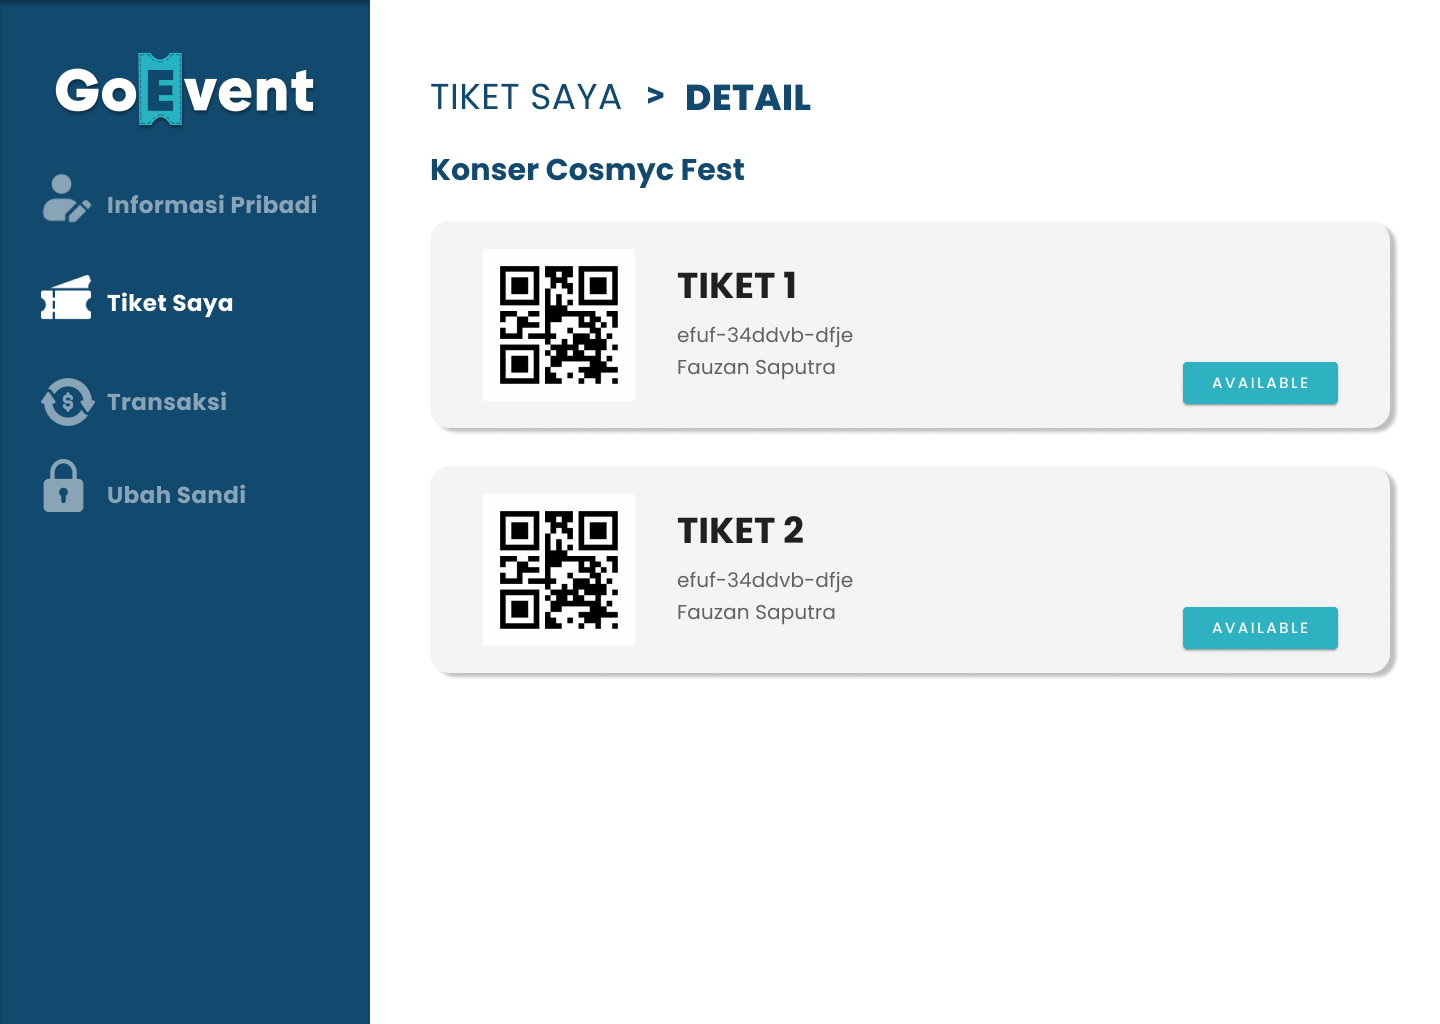 GoEvent
Informasi Pribadi
Tiket Saya
Transaksi
Ubah Sandi
TIKET SAYA > DETAIL
Konser Cosmyc Fest
TIKET 1
efuf-34ddvb-dfje
Fauzan Saputra
AVAILABLE
TIKET 2
efuf-34ddvb-dfje
Fauzan Saputra
AVAILABLE